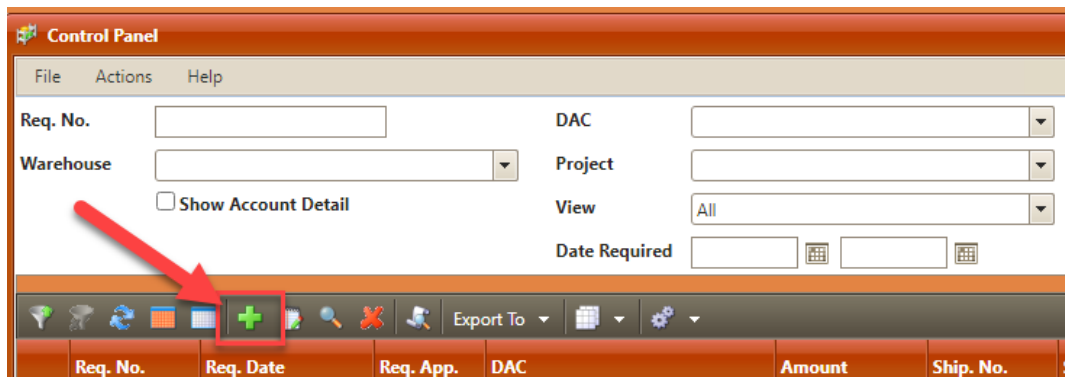 Control Panel
File Actions Help
Req. No. DAC
Warehouse Project
Show Account Detail View All
Date Required
Export To
Req. No. Req. Date Req. App. DAC Amount Ship. No.